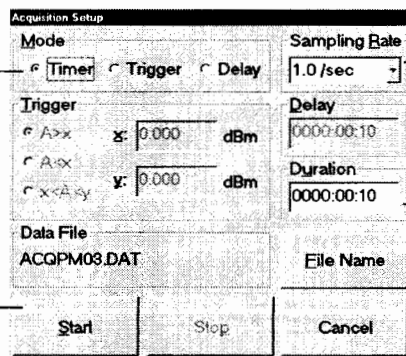 Acquisition Setup
Mode
Timer Trigger Delay
Sampling Rate
1.0 /sec
Trigger
A>x
x: 0.000 dBm
A<x
y: 0.000 dBm
x<A>y
Delay
0000:00:10
Duration
0000:00:10
Data File
ACQPM03.DAT
File Name
Start
Stop
Cancel